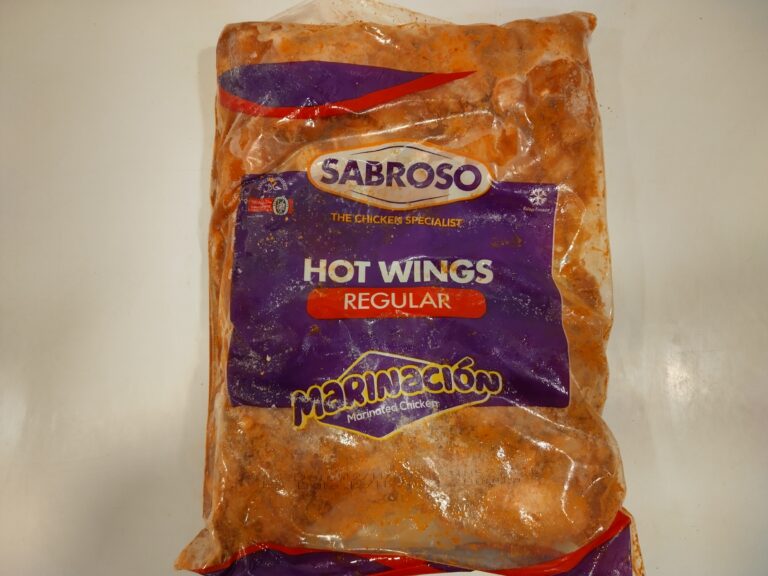 SABROSO
THE CHICKEN SPECIALIST
HOT WINGS
REGULAR
MARINACIÓN
Marinated Chicken